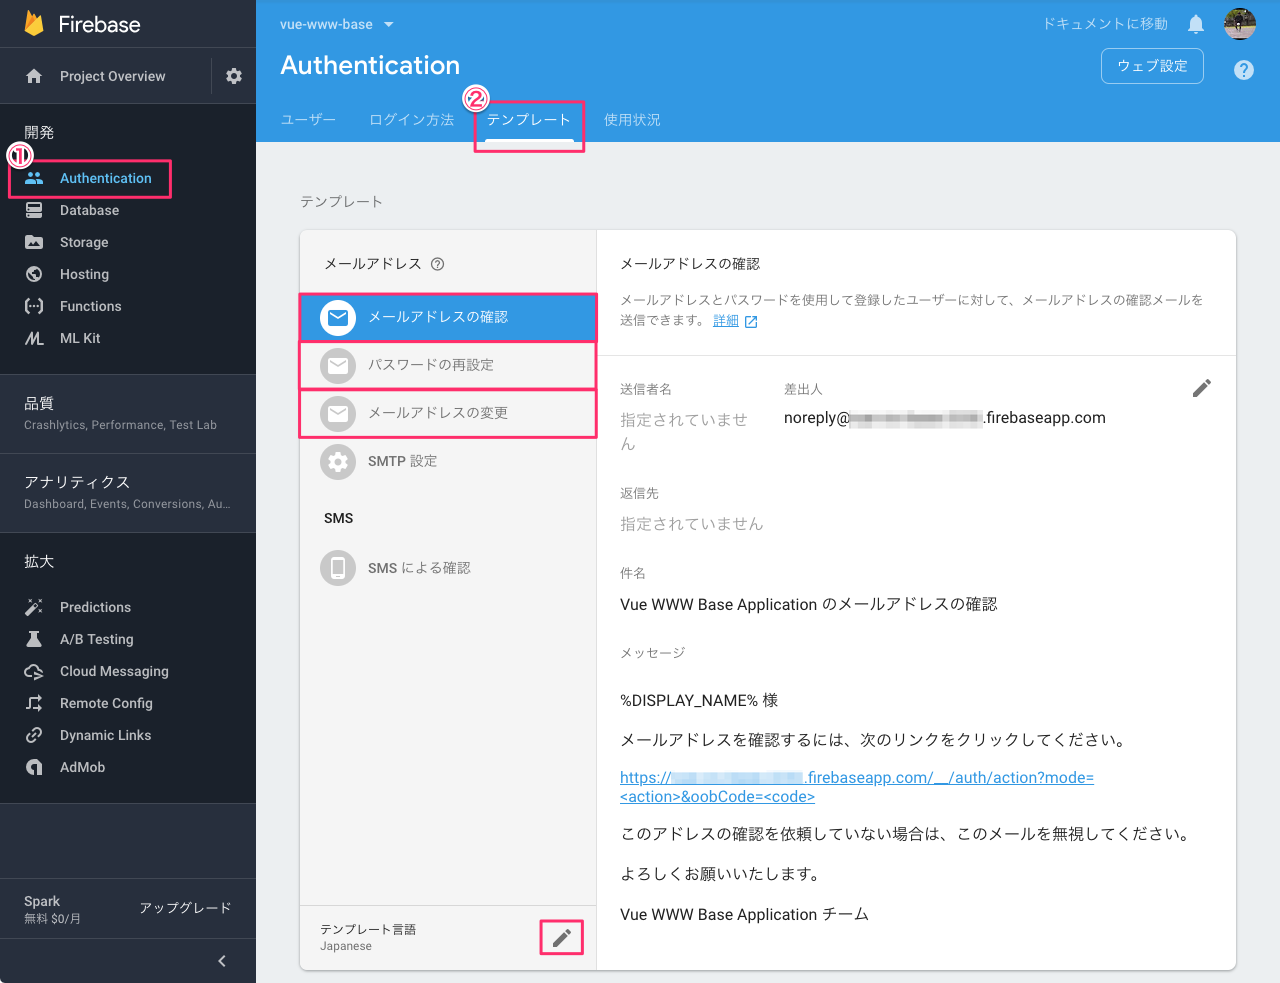 Firebase
vue-www-base
ドキュメントに移動
Project Overview
Authentication
ウェブ設定
②
ユーザー ログイン方法 テンプレート 使用状況
開発
①
Authentication
Database
Storage
Hosting
Functions
ML Kit
品質
Crashlytics, Performance, Test Lab
アナリティクス
Dashboard, Events, Conversions, Au...
拡大
Predictions
A/B Testing
Cloud Messaging
Remote Config
Dynamic Links
AdMob
Spark
無料 $0/月
アップグレード
テンプレート
メールアドレス
メールアドレスの確認
パスワードの再設定
メールアドレスの変更
SMTP 設定
SMS
SMS による確認
テンプレート言語
Japanese
メールアドレスの確認
メールアドレスとパスワードを使用して登録したユーザーに対して、メールアドレスの確認メールを
送信できます。 詳細
送信者名
指定されていませ
ん
差出人
noreply@ .firebaseapp.com
返信先
指定されていません
件名
Vue WWW Base Application のメールアドレスの確認
メッセージ
%DISPLAY_NAME% 様
メールアドレスを確認するには、次のリンクをクリックしてください。
https:// .firebaseapp.com/__/auth/action?mode=
<action>&oobCode=<code>
このアドレスの確認を依頼していない場合は、このメールを無視してください。
よろしくお願いいたします。
Vue WWW Base Application チーム